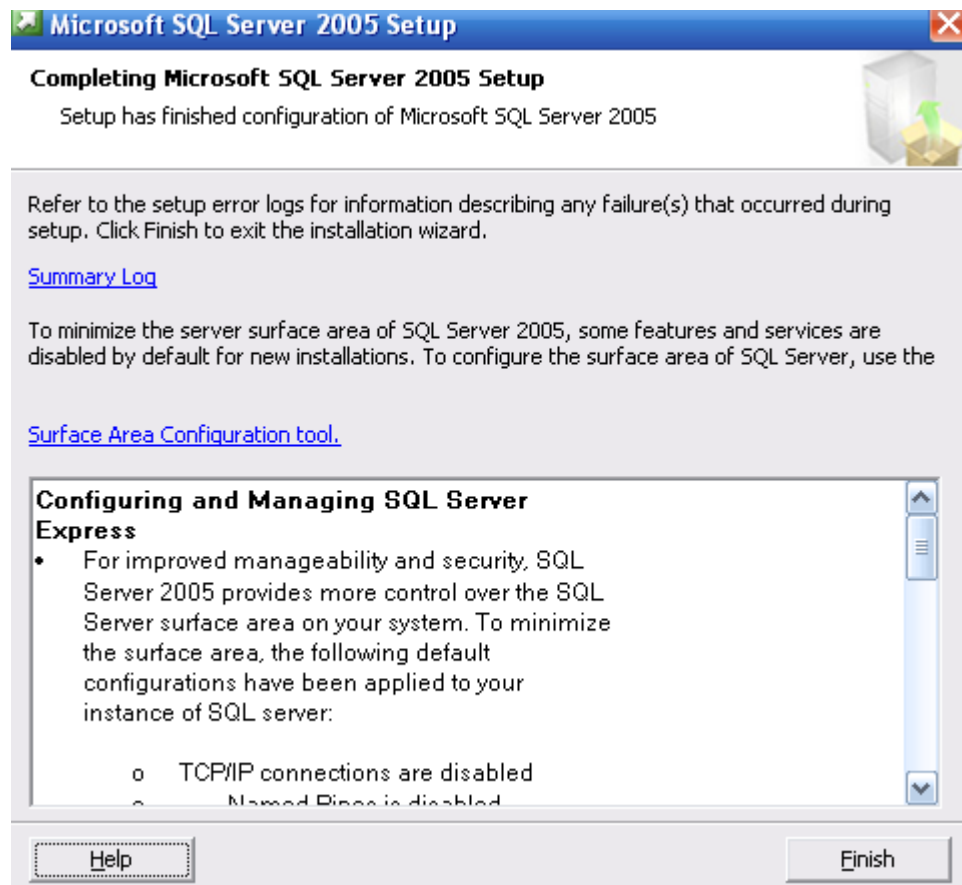 Microsoft SQL Server 2005 Setup
Completing Microsoft SQL Server 2005 Setup
Setup has finished configuration of Microsoft SQL Server 2005
Refer to the setup error logs for information describing any failure(s) that occurred during
setup. Click Finish to exit the installation wizard.
Summary Log
To minimize the server surface area of SQL Server 2005, some features and services are
disabled by default for new installations. To configure the surface area of SQL Server, use the
Surface Area Configuration tool.
Configuring and Managing SQL Server
Express
• For improved manageability and security, SQL
Server 2005 provides more control over the SQL
Server surface area on your system. To minimize
the surface area, the following default
configurations have been applied to your
instance of SQL server:
o TCP/IP connections are disabled
o Named Pipes is disabled
Help
Finish